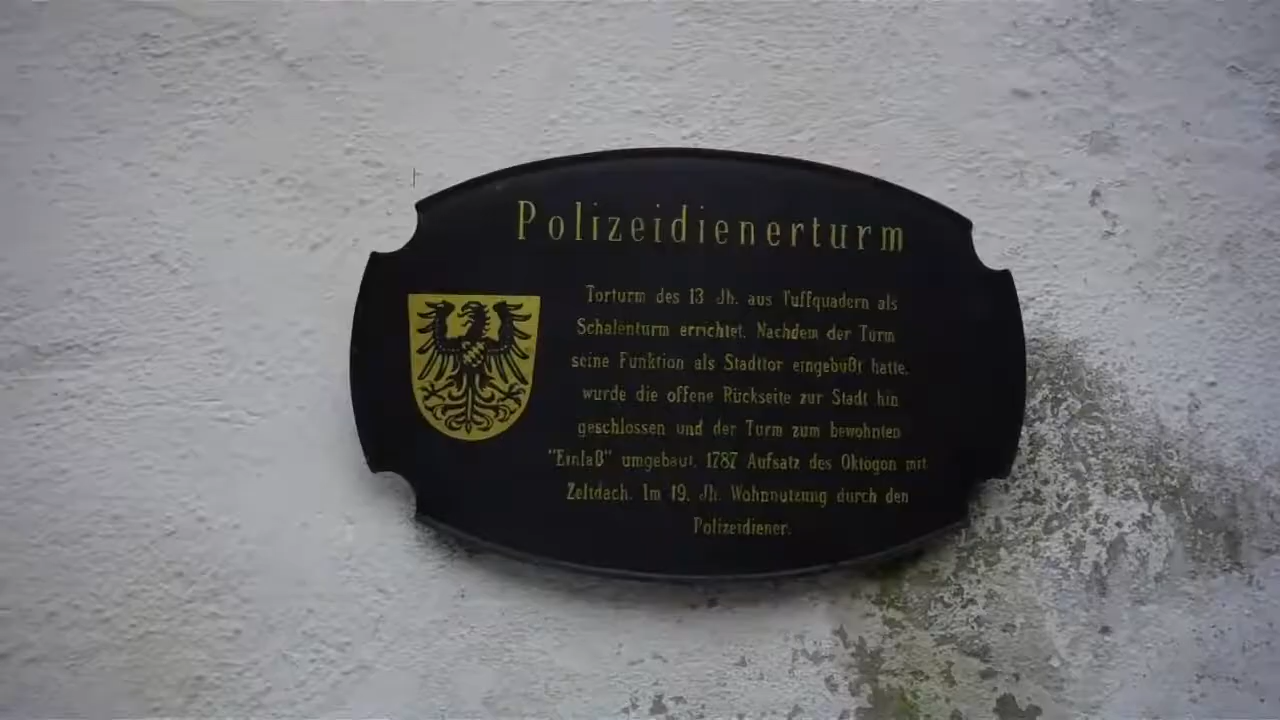 Polizeidienerturm
Torturm des 13. Jh. aus Tuffquadern als
Schalenturm errichtet. Nachdem der Turm
seine Funktion als Stadttor eingebüßt hatte,
wurde die offene Rückseite zur Stadt hin
geschlossen und der Turm zum bewohnten
"Einlaß" umgebaut. 1787 Aufsatz des Oktogon mit
Zeltdach. Im 19. Jh. Wohnnutzung durch den
Polizeidiener.